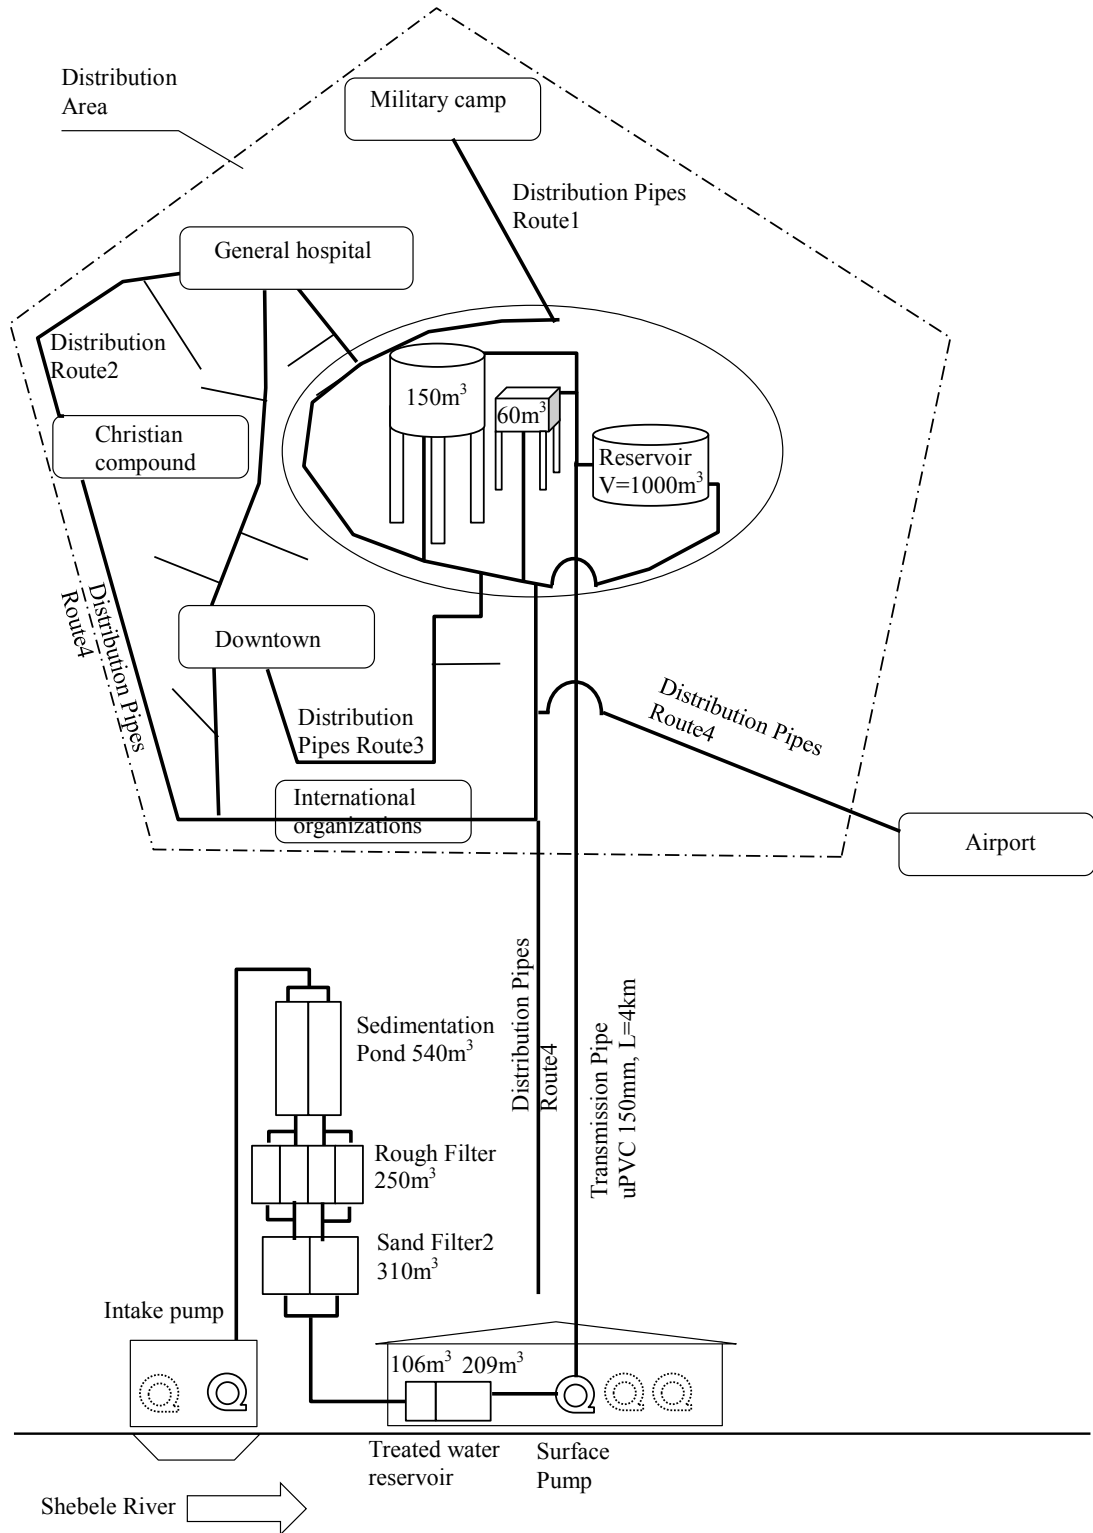 Distribution
Area
Military camp
Distribution Pipes
Route1
General hospital
Distribution
Route2
150m³
60m³
Reservoir
V=1000m³
Christian
compound
Distribution Pipes
Route4
Downtown
Distribution
Pipes Route3
Distribution Pipes
Route4
International
organizations
Airport
Distribution Pipes
Route4
Transmission Pipe
uPVC 150mm, L=4km
Sedimentation
Pond 540m³
Rough Filter
250m³
Sand Filter2
310m³
Intake pump
106m³ 209m³
Treated water
reservoir
Surface
Pump
Shebele River